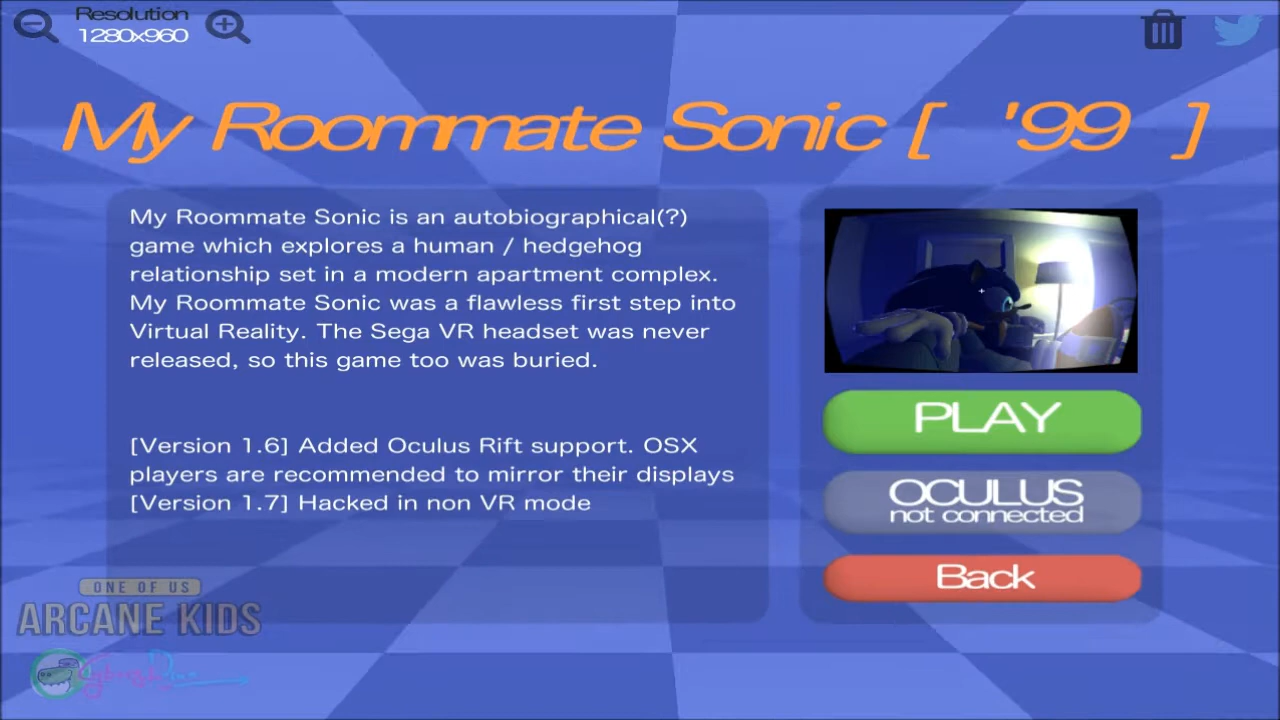 Resolution
1280x960
My Roommate Sonic [ '99 ]
My Roommate Sonic is an autobiographical(?)
game which explores a human / hedgehog
relationship set in a modern apartment complex.
My Roommate Sonic was a flawless first step into
Virtual Reality. The Sega VR headset was never
released, so this game too was buried.
[Version 1.6] Added Oculus Rift support. OSX
players are recommended to mirror their displays
[Version 1.7] Hacked in non VR mode
PLAY
OCULUS
not connected
Back
ONE OF US
ARCANE KIDS